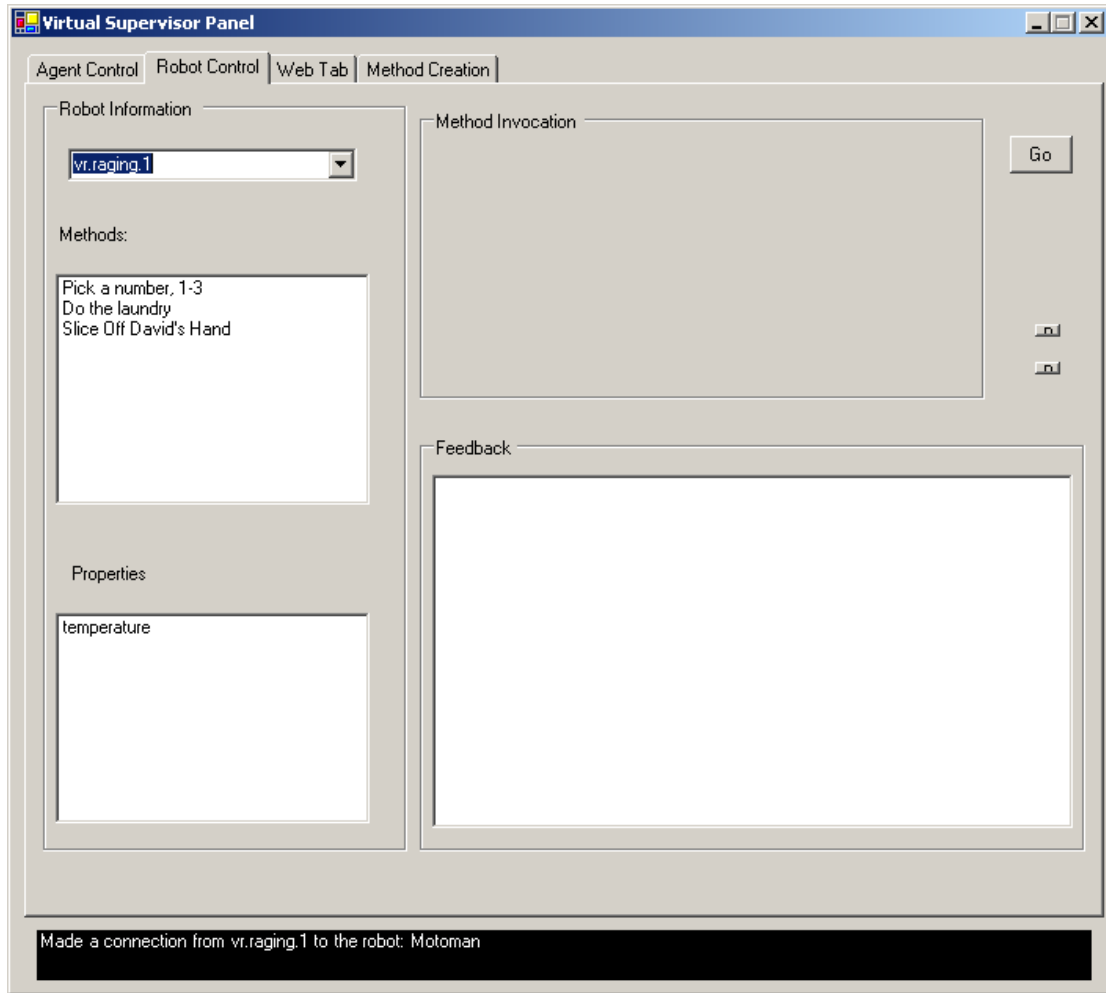 Virtual Supervisor Panel
Agent Control Robot Control Web Tab Method Creation
Robot Information
vr.raging.1
Methods:
Pick a number, 1-3
Do the laundry
Slice Off David's Hand
Properties
temperature
Method Invocation
Go
n
n
Feedback
Made a connection from vr.raging.1 to the robot: Motoman